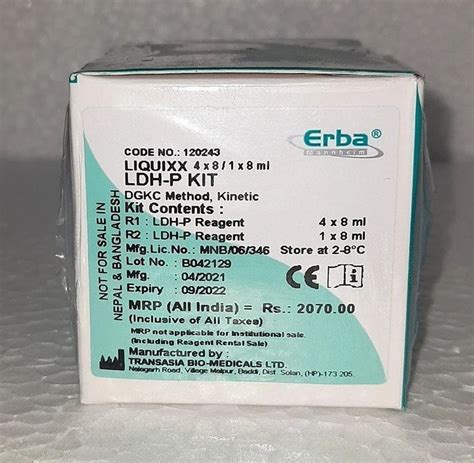 Erba®
Mannheim
CODE NO.: 120243
LIQUIXX 4 x 8 / 1 x 8 ml
LDH-P KIT
DGKC Method, Kinetic
Kit Contents :
R1 : LDH-P Reagent 4 x 8 ml
R2 : LDH-P Reagent 1 x 8 ml
Mfg.Lic.No.: MNB/06/346 Store at 2-8°C
Lot No. : B042129
Mfg. : 04/2021
Expiry : 09/2022
MRP (All India) = Rs.: 2070.00
(Inclusive of All Taxes)
MRP not applicable for institutional sale.
(Including Reagent Rental Sale)
Manufactured by :
TRANSASIA BIO-MEDICALS LTD.
Nalagarh Road, Village Malpur, Baddi, Dist. Solan, (HP)-173 205.
NOT FOR SALE IN
NEPAL & BANGLADESH
CE